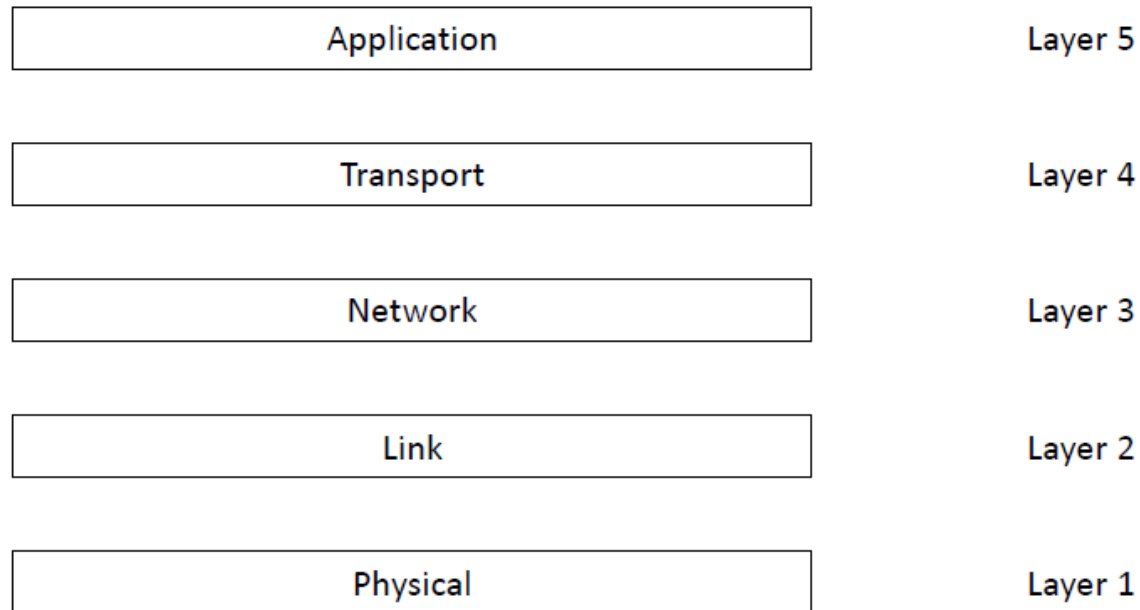 Application Layer 5
Transport Layer 4
Network Layer 3
Link Layer 2
Physical Layer 1